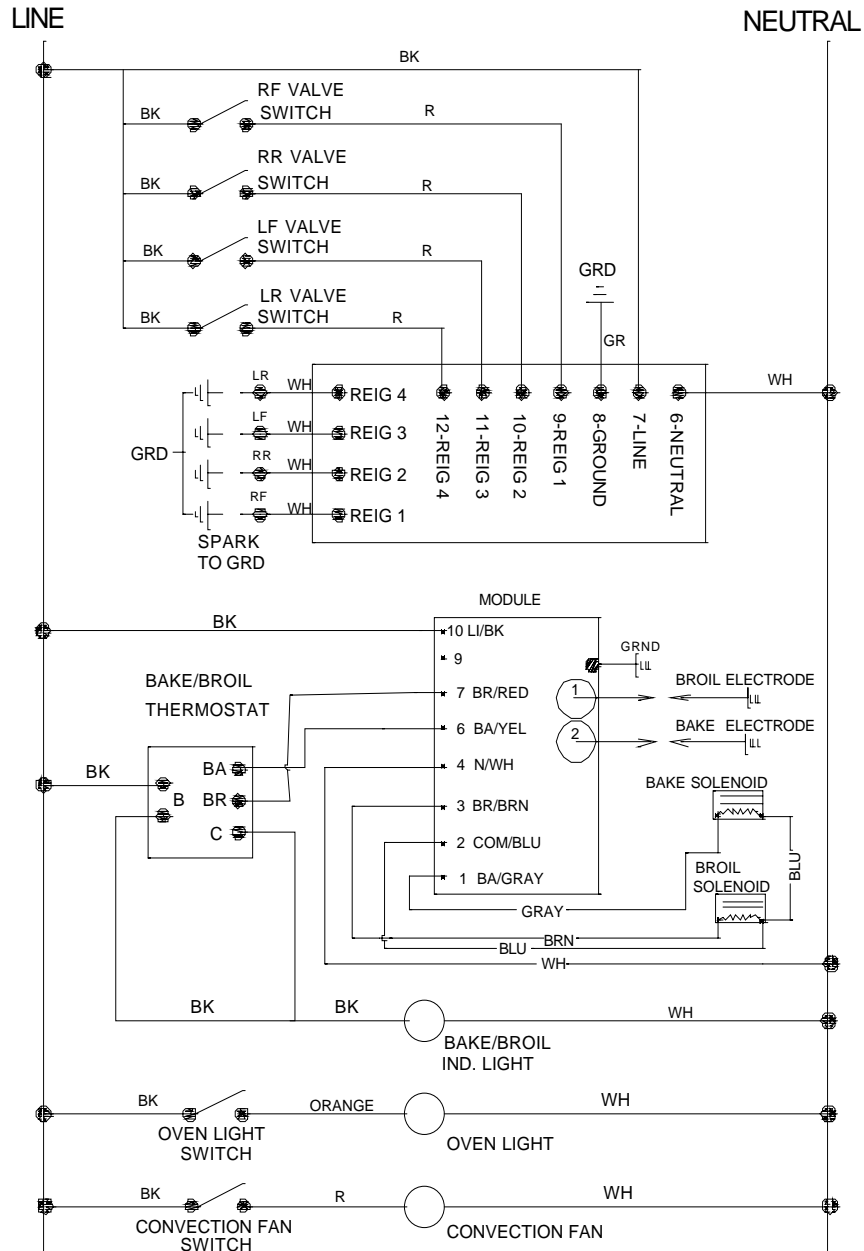 LINE
NEUTRAL
BK
RF VALVE
SWITCH
BK
R
RR VALVE
SWITCH
BK
R
LF VALVE
SWITCH
BK
R
GRD
LR VALVE
SWITCH
BK
R
GR
LR
WH
REIG 4
LF
WH
REIG 3
RR
WH
REIG 2
RF
WH
REIG 1
GRD
SPARK
TO GRD
12-REIG 4
11-REIG 3
10-REIG 2
9-REIG 1
8-GROUND
7-LINE
6-NEUTRAL
WH
MODULE
BK
10 LI/BK
9
7 BR/RED
6 BA/YEL
4 N/WH
3 BR/BRN
2 COM/BLU
1 BA/GRAY
GRND
1
BROIL ELECTRODE
2
BAKE ELECTRODE
BAKE/BROIL
THERMOSTAT
BK
B
BA
BR
C
BAKE SOLENOID
BROIL
SOLENOID
BLU
GRAY
BRN
BLU
WH
BK
BK
WH
BAKE/BROIL
IND. LIGHT
BK
ORANGE
WH
OVEN LIGHT
SWITCH
OVEN LIGHT
BK
R
WH
CONVECTION FAN
SWITCH
CONVECTION FAN